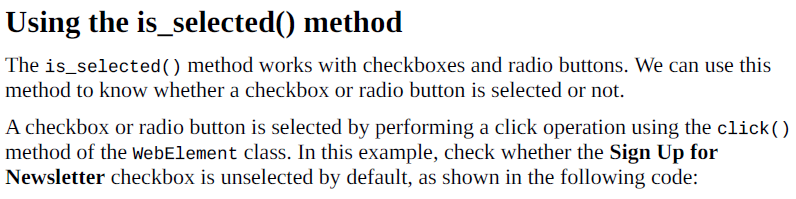 Using the is_selected() method
The is_selected() method works with checkboxes and radio buttons. We can use this
method to know whether a checkbox or radio button is selected or not.
A checkbox or radio button is selected by performing a click operation using the click()
method of the WebElement class. In this example, check whether the Sign Up for
Newsletter checkbox is unselected by default, as shown in the following code: